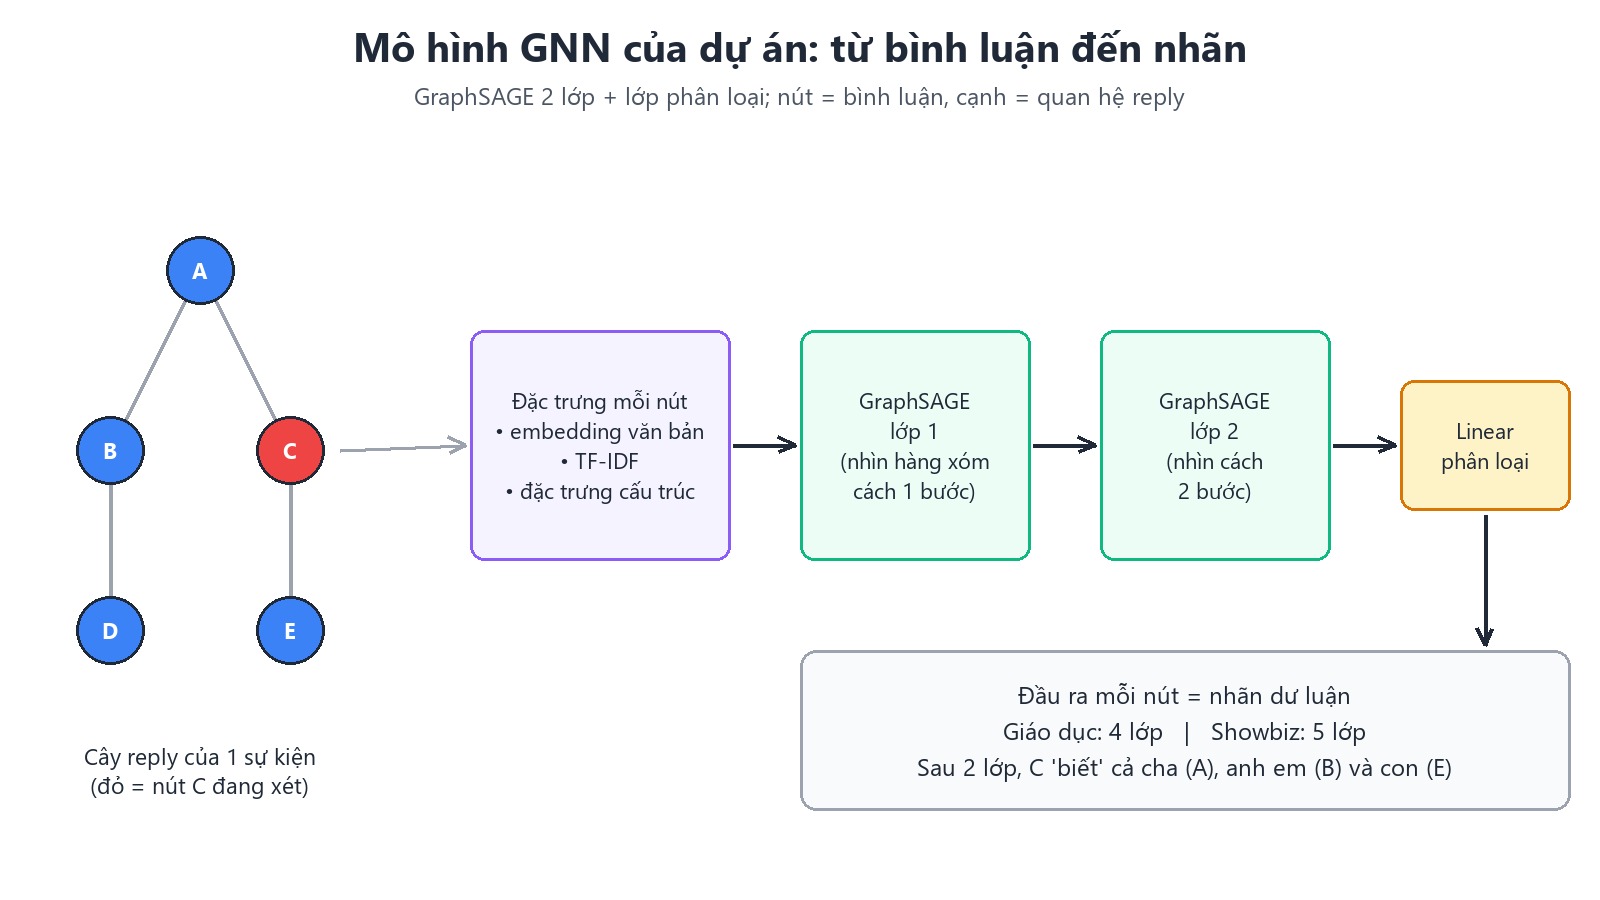 Mô hình GNN của dự án: từ bình luận đến nhãn
GraphSAGE 2 lớp + lớp phân loại; nút = bình luận, cạnh = quan hệ reply
A
B
C
D
E
Cây reply của 1 sự kiện
(đỏ = nút C đang xét)
Đặc trưng mỗi nút
• embedding văn bản
• TF-IDF
• đặc trưng cấu trúc
GraphSAGE
lớp 1
(nhìn hàng xóm
cách 1 bước)
GraphSAGE
lớp 2
(nhìn cách
2 bước)
Linear
phân loại
Đầu ra mỗi nút = nhãn dư luận
Giáo dục: 4 lớp | Showbiz: 5 lớp
Sau 2 lớp, C 'biết' cả cha (A), anh em (B) và con (E)